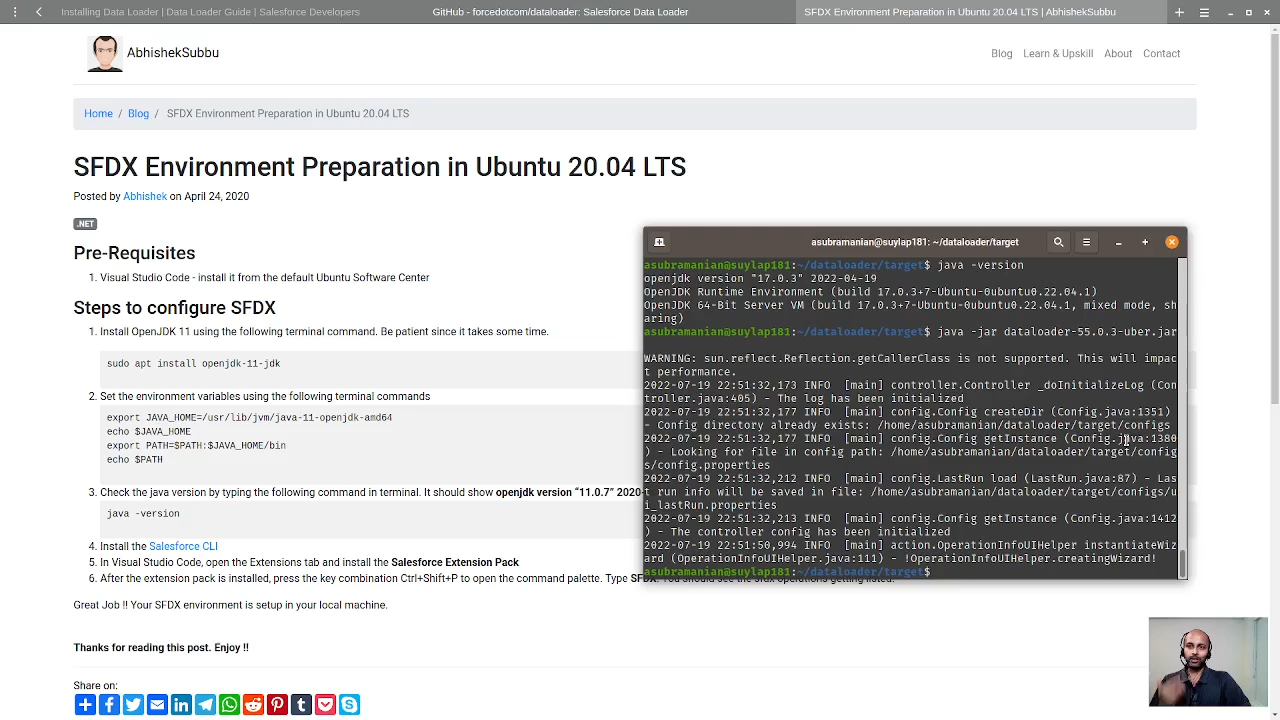 Installing Data Loader | Data Loader Guide | Salesforce Developers
GitHub - forcedotcom/dataloader: Salesforce Data Loader
SFDX Environment Preparation in Ubuntu 20.04 LTS | AbhishekSubbu
AbhishekSubbu
Blog Learn & Upskill About Contact
Home / Blog / SFDX Environment Preparation in Ubuntu 20.04 LTS
SFDX Environment Preparation in Ubuntu 20.04 LTS
Posted by Abhishek on April 24, 2020
.NET
Pre-Requisites
1. Visual Studio Code - install it from the default Ubuntu Software Center
Steps to configure SFDX
1. Install OpenJDK 11 using the following terminal command. Be patient since it takes some time.
sudo apt install openjdk-11-jdk
2. Set the environment variables using the following terminal commands
export JAVA_HOME=/usr/lib/jvm/java-11-openjdk-amd64
echo $JAVA_HOME
export PATH=$PATH:$JAVA_HOME/bin
echo $PATH
3. Check the java version by typing the following command in terminal. It should show openjdk version “11.0.7” 2020-
java -version
4. Install the Salesforce CLI
5. In Visual Studio Code, open the Extensions tab and install the Salesforce Extension Pack
6. After the extension pack is installed, press the key combination Ctrl+Shift+P to open the command palette. Type SFDX. You should see the sfdx operations getting listed.
Great Job !! Your SFDX environment is setup in your local machine.
Thanks for reading this post. Enjoy !!
Share on:
asubramanian@suylap181: ~/dataloader/target
asubramanian@suylap181:~/dataloader/target$ java -version
openjdk version "17.0.3" 2022-04-19
OpenJDK Runtime Environment (build 17.0.3+7-Ubuntu-0ubuntu0.22.04.1)
OpenJDK 64-Bit Server VM (build 17.0.3+7-Ubuntu-0ubuntu0.22.04.1, mixed mode, sh
aring)
asubramanian@suylap181:~/dataloader/target$ java -jar dataloader-55.0.3-uber.jar
WARNING: sun.reflect.Reflection.getCallerClass is not supported. This will impac
t performance.
2022-07-19 22:51:32,173 INFO [main] controller.Controller _doInitializeLog (Con
troller.java:405) - The log has been initialized
2022-07-19 22:51:32,177 INFO [main] config.Config createDir (Config.java:1351)
- Config directory already exists: /home/asubramanian/dataloader/target/configs
2022-07-19 22:51:32,177 INFO [main] config.Config getInstance (Config.java:1380
) - Looking for file in config path: /home/asubramanian/dataloader/target/config
s/config.properties
2022-07-19 22:51:32,212 INFO [main] config.LastRun load (LastRun.java:87) - Las
t run info will be saved in file: /home/asubramanian/dataloader/target/configs/u
i_lastRun.properties
2022-07-19 22:51:32,213 INFO [main] config.Config getInstance (Config.java:1412
) - The controller config has been initialized
2022-07-19 22:51:50,994 INFO [main] action.OperationInfoUIHelper instantiateWiz
ard (OperationInfoUIHelper.java:111) - !OperationInfoUIHelper.creatingWizard!
asubramanian@suylap181:~/dataloader/target$